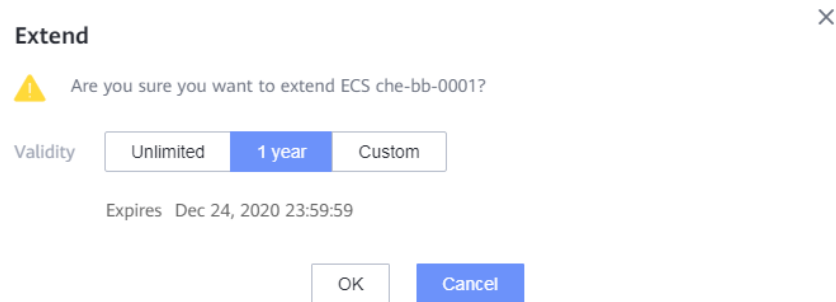 Extend
Are you sure you want to extend ECS che-bb-0001?
Validity Unlimited 1 year Custom
Expires Dec 24, 2020 23:59:59
OK Cancel